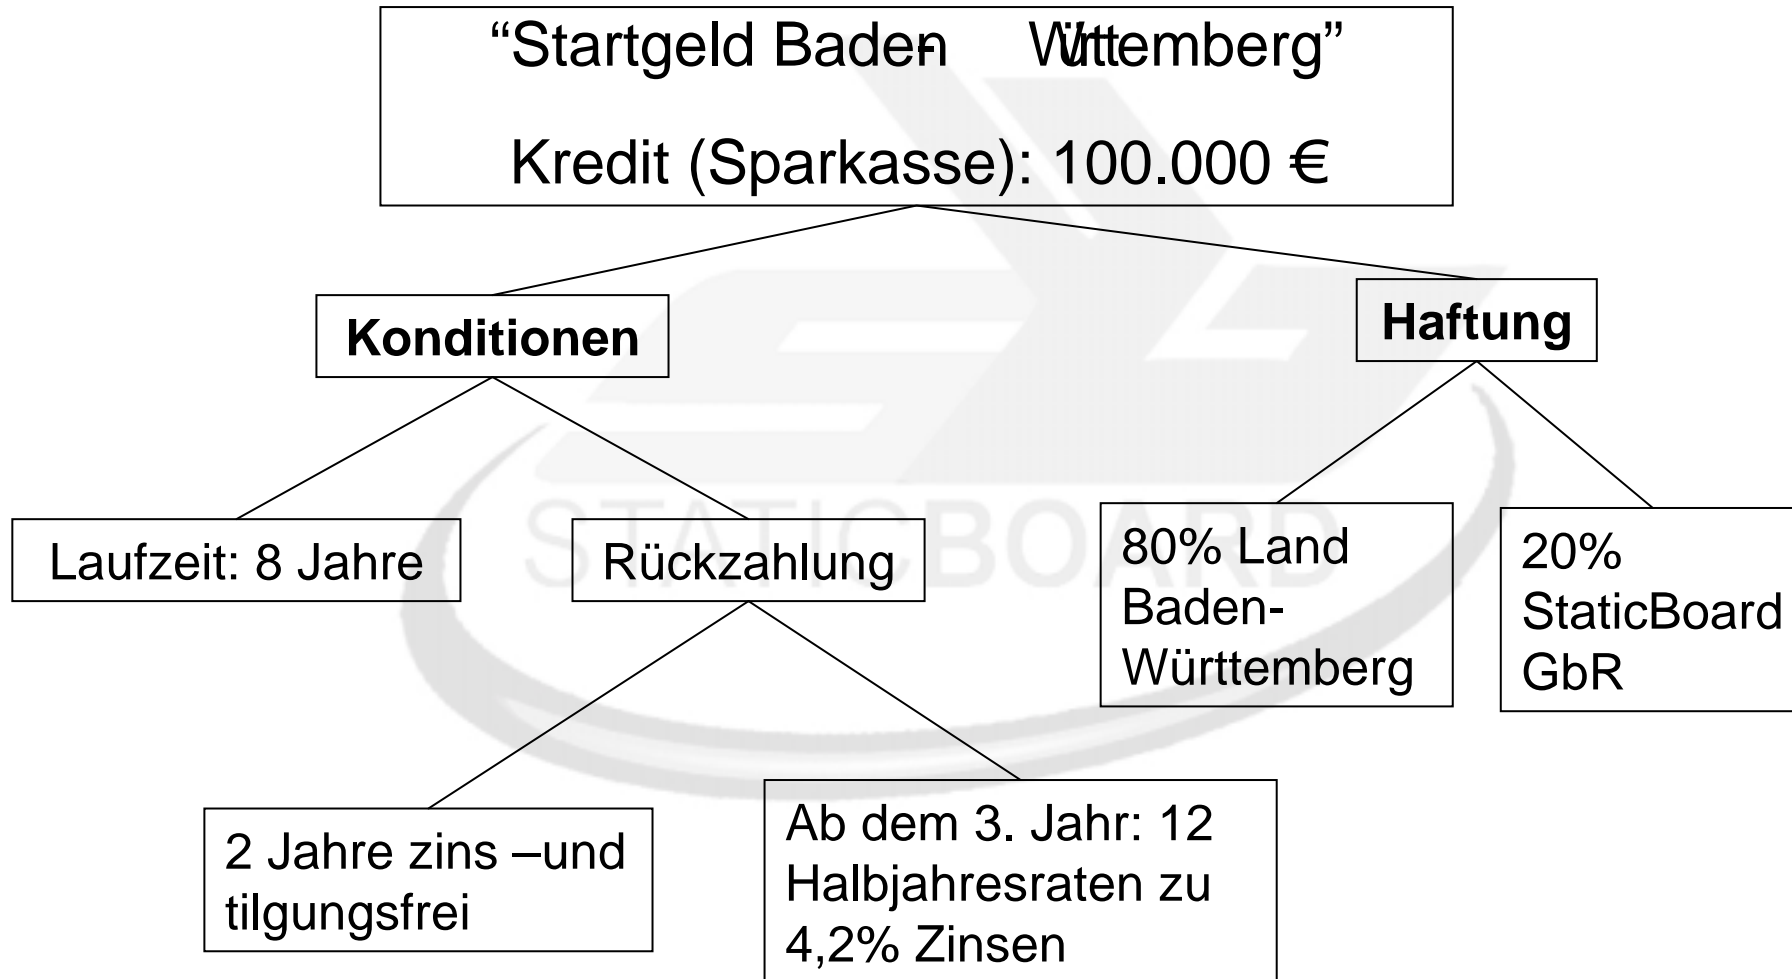 “Startgeld Baden- Württemberg”
Kredit (Sparkasse): 100.000 €
Konditionen
Haftung
Laufzeit: 8 Jahre
Rückzahlung
80% Land
Baden-
Württemberg
20%
StaticBoard
GbR
2 Jahre zins –und
tilgungsfrei
Ab dem 3. Jahr: 12
Halbjahresraten zu
4,2% Zinsen
STATICBOARD